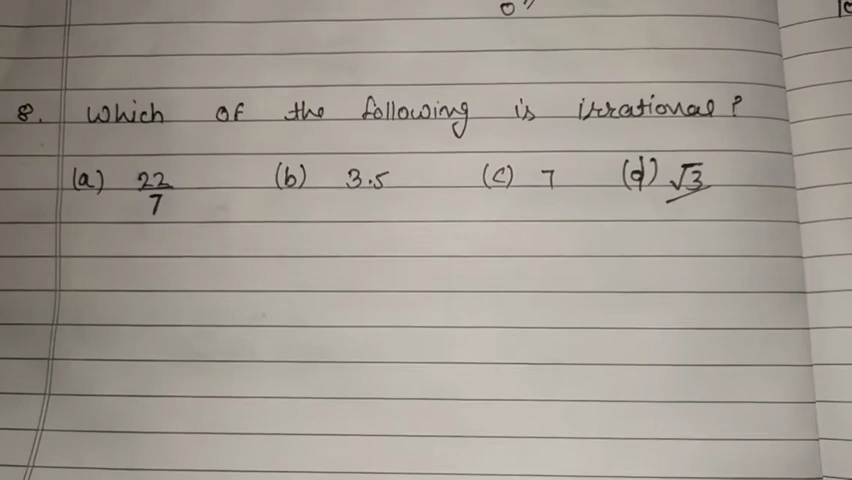 8. Which of the following is irrational?
(a) 22/7 (b) 3.5 (c) 7 (d) √3